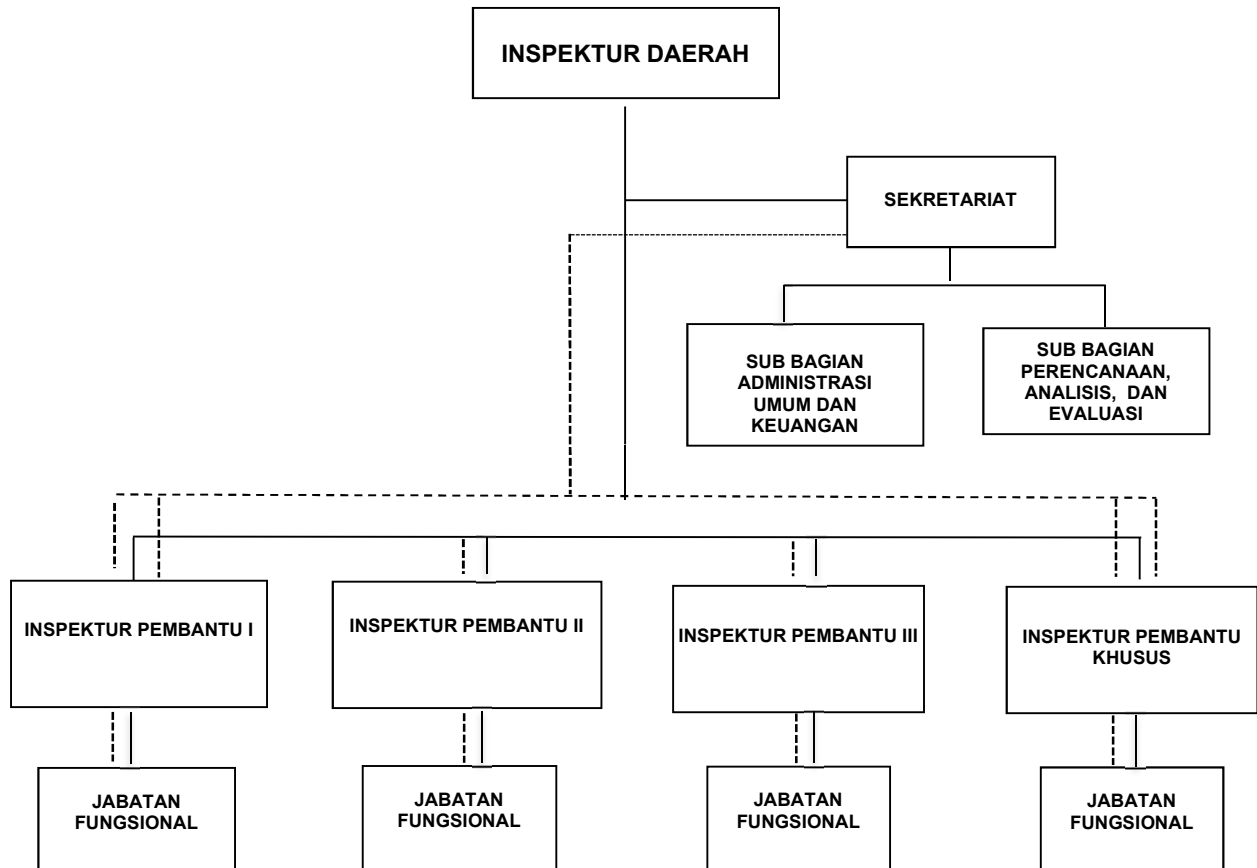 INSPEKTUR DAERAH
SEKRETARIAT
SUB BAGIAN
ADMINISTRASI
UMUM DAN
KEUANGAN
SUB BAGIAN
PERENCANAAN,
ANALISIS, DAN
EVALUASI
INSPEKTUR PEMBANTU I
INSPEKTUR PEMBANTU II
INSPEKTUR PEMBANTU III
INSPEKTUR PEMBANTU
KHUSUS
JABATAN
FUNGSIONAL
JABATAN
FUNGSIONAL
JABATAN
FUNGSIONAL
JABATAN
FUNGSIONAL